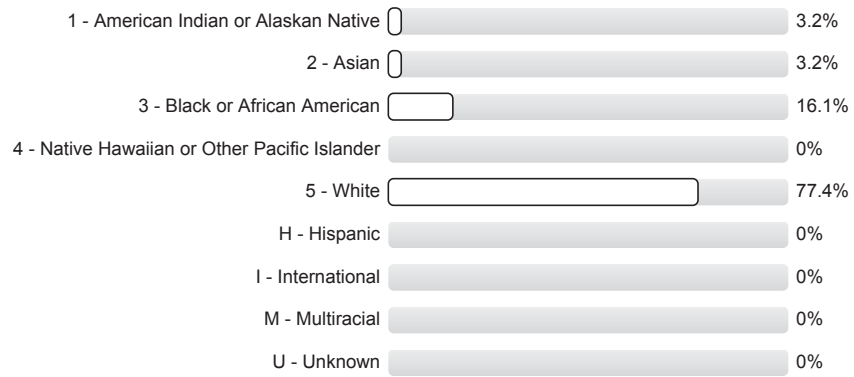 1 - American Indian or Alaskan Native 3.2%
2 - Asian 3.2%
3 - Black or African American 16.1%
4 - Native Hawaiian or Other Pacific Islander 0%
5 - White 77.4%
H - Hispanic 0%
I - International 0%
M - Multiracial 0%
U - Unknown 0%